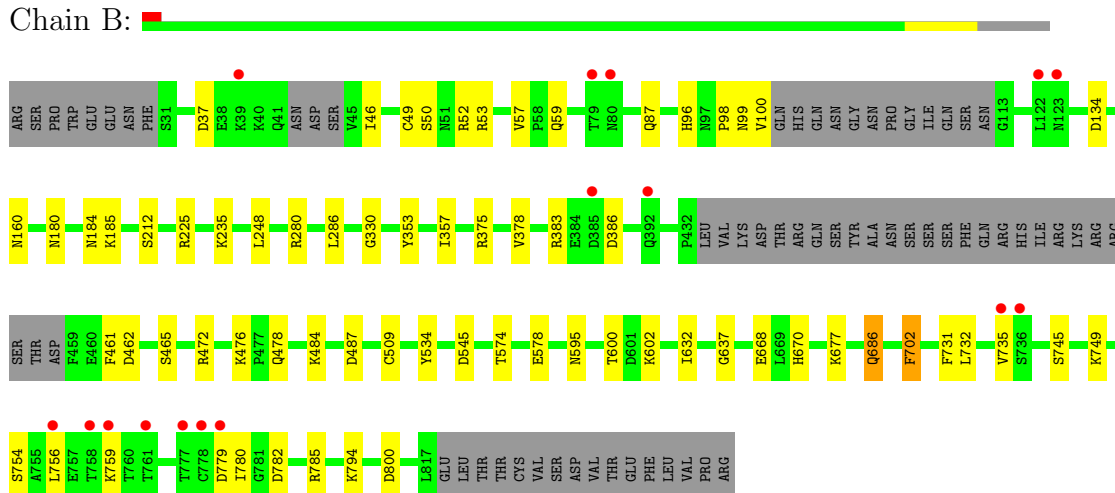 Chain B:
ARG SER PRO TRP GLU GLU ASN PHE S31 D37 E38 K39 K40 Q41 ASN ASP SER V45 I46 C49 S50 N51 R52 R53 V57 P58 Q59 T79 N80 Q87 H96 N97 P98 N99 V100 GLN HIS GLN ASN GLY ASN PRO GLY ILE GLN SER ASN G113 L122 N123 D134
N160 N180 N184 K185 S212 R225 K235 L248 R280 L286 G330 Y353 I357 R375 V378 R383 E384 D385 D386 Q392 P432 LEU VAL LYS ASP THR ARG GLN SER TYR ALA ASN SER SER SER PHE GLN ARG HIS ILE ARG LYS ARG ARG
SER THR ASP F459 E460 F461 D462 S465 R472 K476 P477 Q478 K484 D487 C509 Y534 D545 T574 E578 N595 T600 D601 K602 I632 G637 E668 L669 H670 K677 Q686 F702 F731 L732 V735 S736 S745 K749
S754 A755 L756 E757 T758 K759 T760 T761 T777 C778 D779 I780 G781 D782 R785 K794 D800 L817 GLU LEU THR THR CYS VAL SER ASP VAL THR GLU PHE LEU VAL PRO ARG